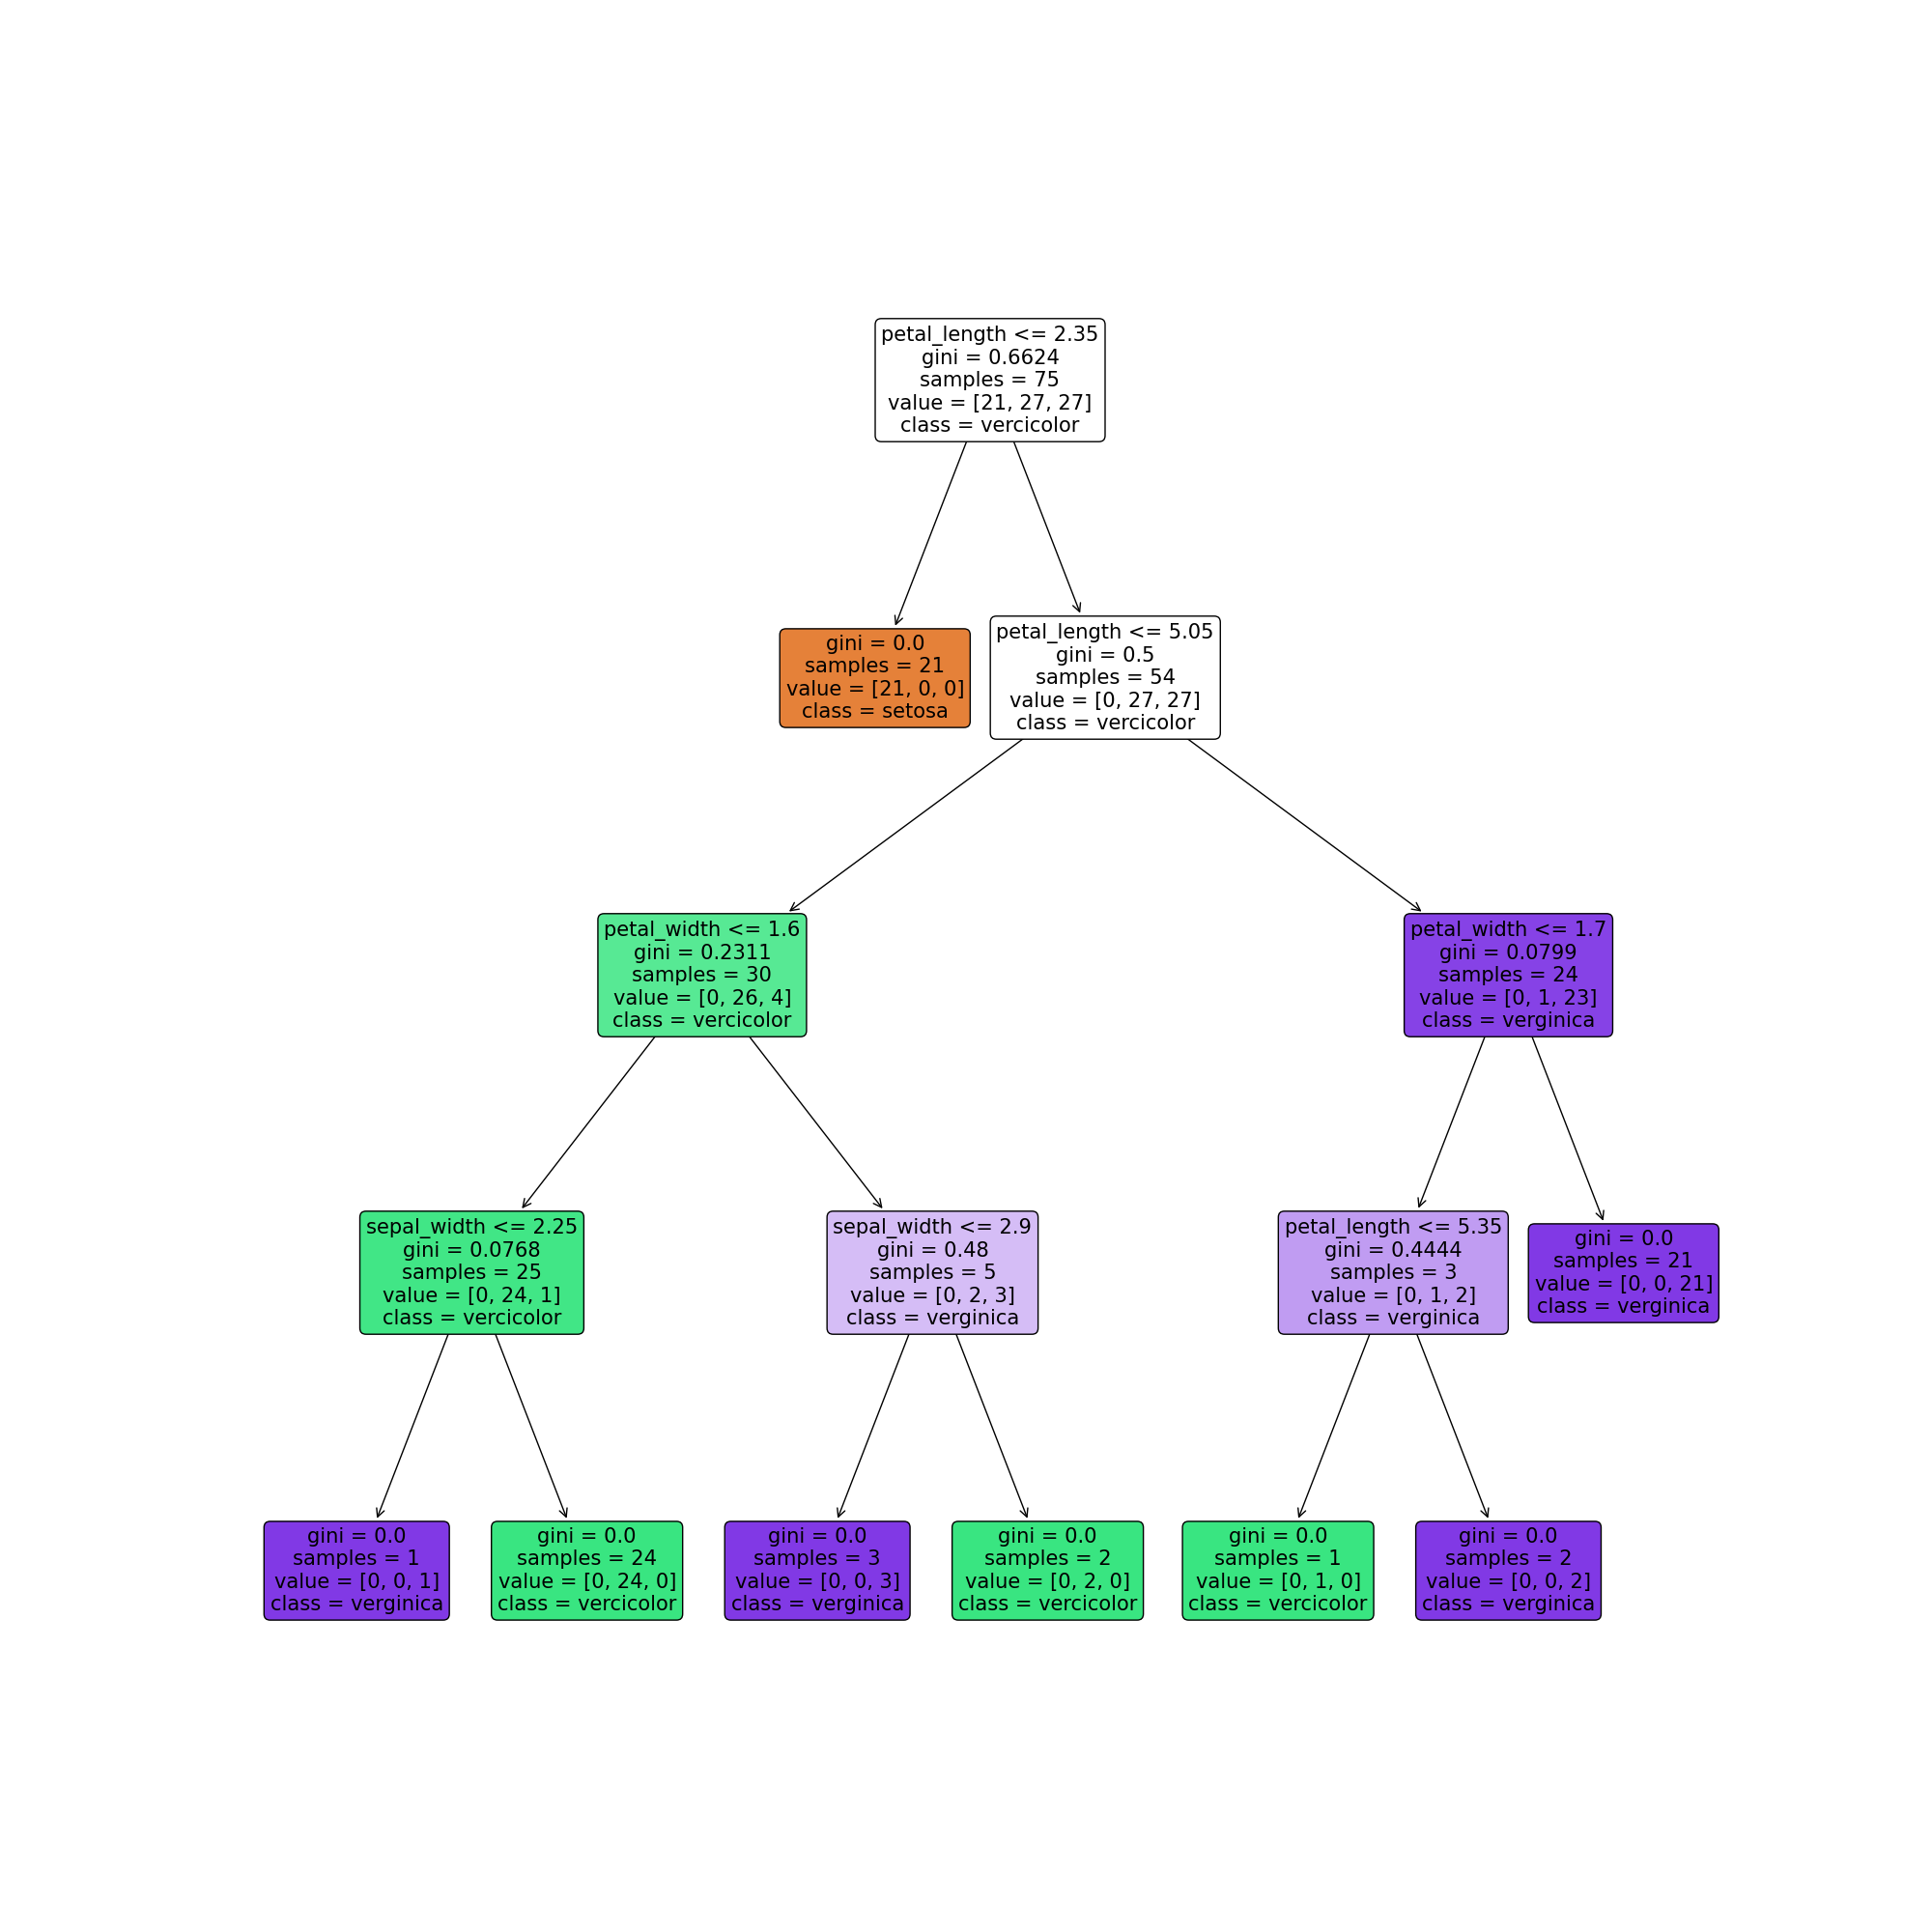 petal_length <= 2.35
gini = 0.6624
samples = 75
value = [21, 27, 27]
class = vercicolor
gini = 0.0
samples = 21
value = [21, 0, 0]
class = setosa
petal_length <= 5.05
gini = 0.5
samples = 54
value = [0, 27, 27]
class = vercicolor
petal_width <= 1.6
gini = 0.2311
samples = 30
value = [0, 26, 4]
class = vercicolor
petal_width <= 1.7
gini = 0.0799
samples = 24
value = [0, 1, 23]
class = verginica
sepal_width <= 2.25
gini = 0.0768
samples = 25
value = [0, 24, 1]
class = vercicolor
sepal_width <= 2.9
gini = 0.48
samples = 5
value = [0, 2, 3]
class = verginica
petal_length <= 5.35
gini = 0.4444
samples = 3
value = [0, 1, 2]
class = verginica
gini = 0.0
samples = 21
value = [0, 0, 21]
class = verginica
gini = 0.0
samples = 1
value = [0, 0, 1]
class = verginica
gini = 0.0
samples = 24
value = [0, 24, 0]
class = vercicolor
gini = 0.0
samples = 3
value = [0, 0, 3]
class = verginica
gini = 0.0
samples = 2
value = [0, 2, 0]
class = vercicolor
gini = 0.0
samples = 1
value = [0, 1, 0]
class = vercicolor
gini = 0.0
samples = 2
value = [0, 0, 2]
class = verginica